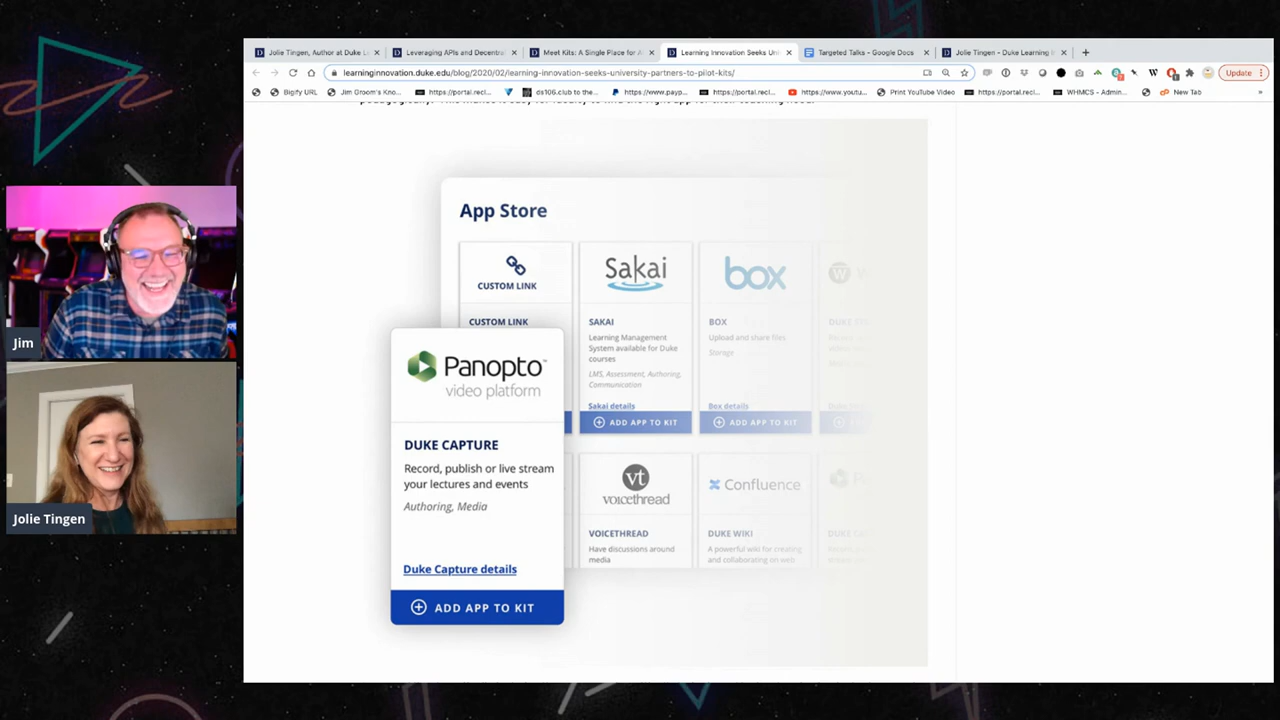 Jolie Tingen, Author at Duke Le
Leveraging APIs and Decentra
Meet Kits: A Single Place for A
Learning Innovation Seeks Uni
Targeted Talks - Google Docs
Jolie Tingen - Duke Learning I
learninginnovation.duke.edu/blog/2020/02/learning-innovation-seeks-university-partners-to-pilot-kits/
Update
Bigify URL
Jim Groom's Kno...
https://portal.recl...
ds106.club to the...
https://www.payp...
https://portal.recl...
https://www.youtu...
Print YouTube Video
https://portal.recl...
WHMCS - Admin...
New Tab
App Store
CUSTOM LINK
Sakai
box
CUSTOM LINK
SAKAI
Learning Management
System available for Duke
courses
LMS, Assessment, Authoring,
Communication
Sakai details
ADD APP TO KIT
BOX
Upload and share files
Storage
Box details
ADD APP TO KIT
Panopto
video platform
DUKE CAPTURE
Record, publish or live stream
your lectures and events
Authoring, Media
Duke Capture details
ADD APP TO KIT
vt
voicethread
VOICETHREAD
Have discussions around
media
Confluence
DUKE WIKI
A powerful wiki for creating
and collaborating on web
Jim
Jolie Tingen